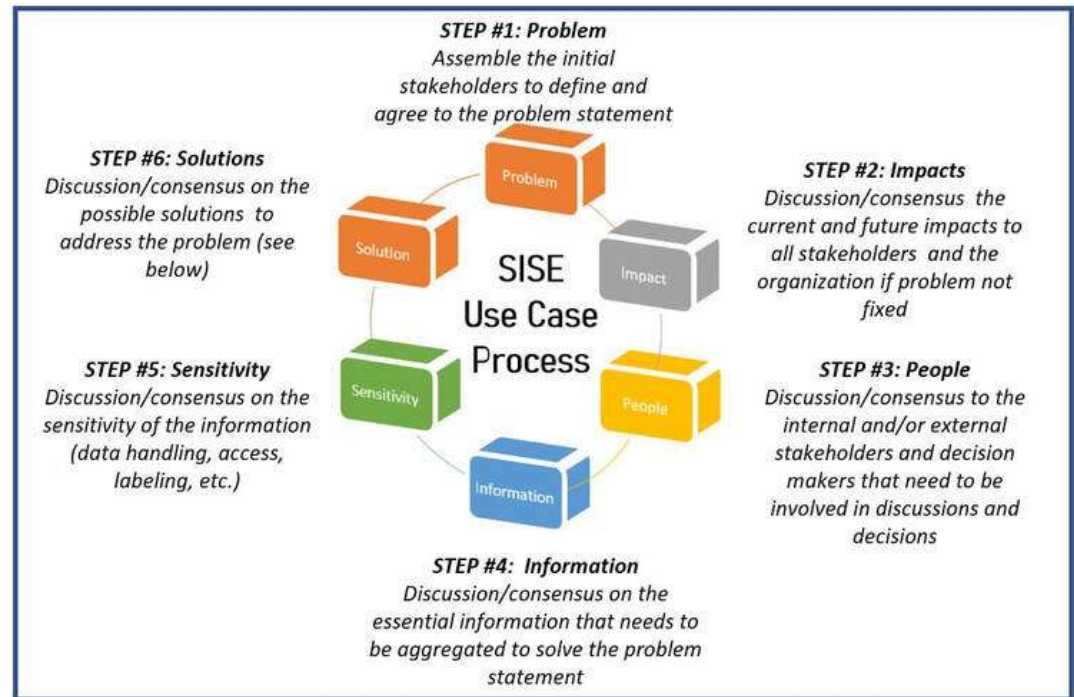 STEP #1: Problem
Assemble the initial
stakeholders to define and
agree to the problem statement
Problem
STEP #2: Impacts
Discussion/consensus the
current and future impacts to
all stakeholders and the
organization if problem not
fixed
Impact
STEP #3: People
Discussion/consensus to the
internal and/or external
stakeholders and decision
makers that need to be
involved in discussions and
decisions
People
STEP #4: Information
Discussion/consensus on the
essential information that needs to
be aggregated to solve the problem
statement
Information
STEP #5: Sensitivity
Discussion/consensus on the
sensitivity of the information
(data handling, access,
labeling, etc.)
Sensitivity
STEP #6: Solutions
Discussion/consensus on the
possible solutions to
address the problem (see
below)
Solution
SISE
Use Case
Process